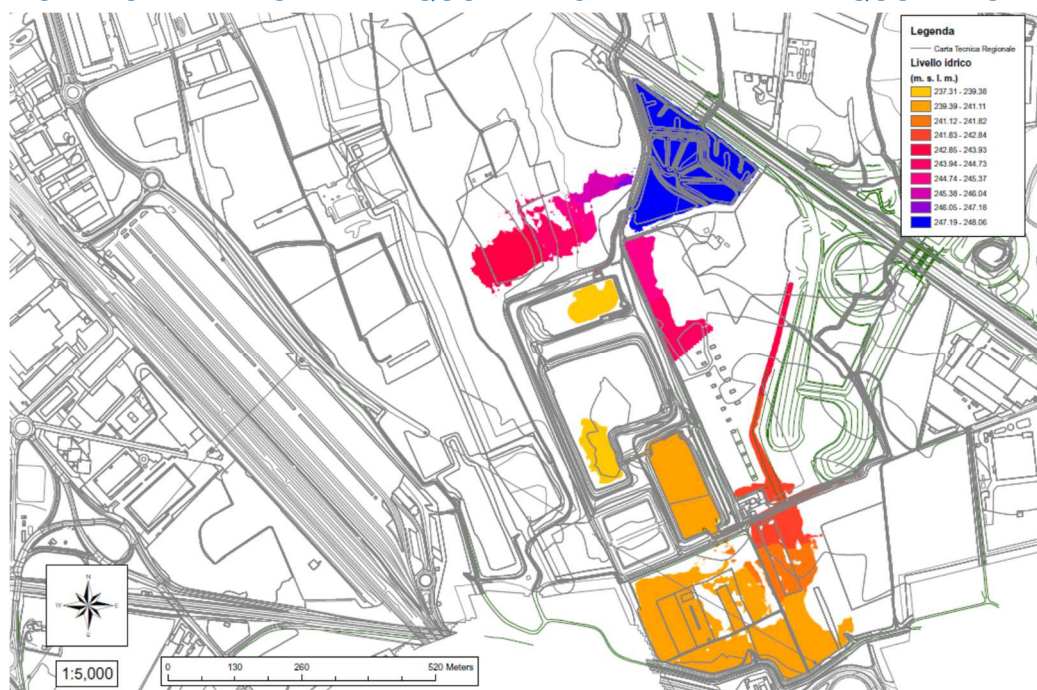 Legenda
Carta Tecnica Regionale
Livello idrico
(m. s. l. m.)
237.31 - 239.38
239.39 - 241.11
241.12 - 241.82
241.83 - 242.84
242.85 - 243.93
243.94 - 244.73
244.74 - 245.37
245.38 - 246.04
246.05 - 247.18
247.19 - 248.06
N
W E
S
1:5,000
0 130 260 520 Meters